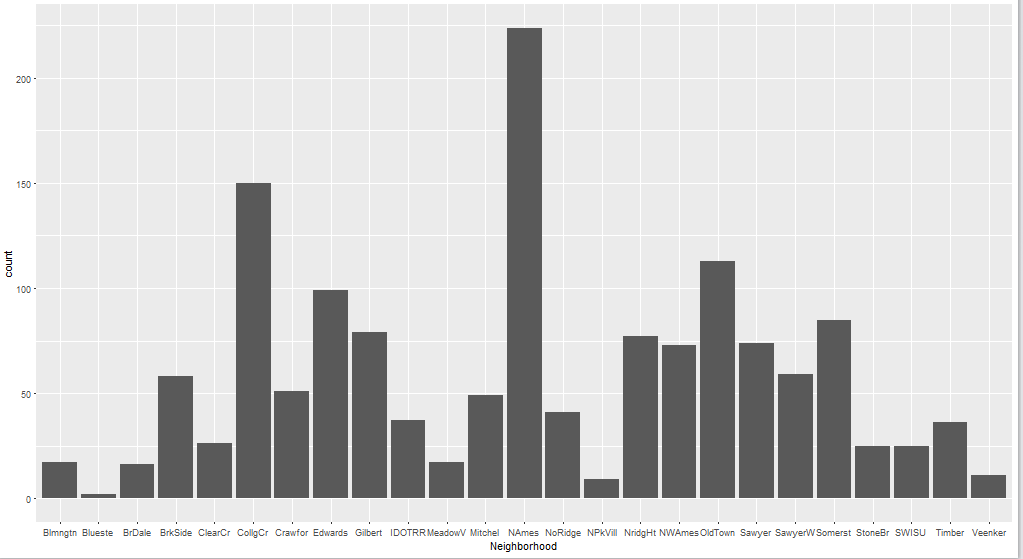 200
150
100
50
0
count
Blmngtn Blueste BrDale BrkSide ClearCr CollgCr Crawfor Edwards Gilbert IDOTRR MeadowV Mitchel NAmes NoRidge NPkVill NridgHt NWAmes OldTown Sawyer SawyerW Somerst StoneBr SWISU Timber Veenker
Neighborhood